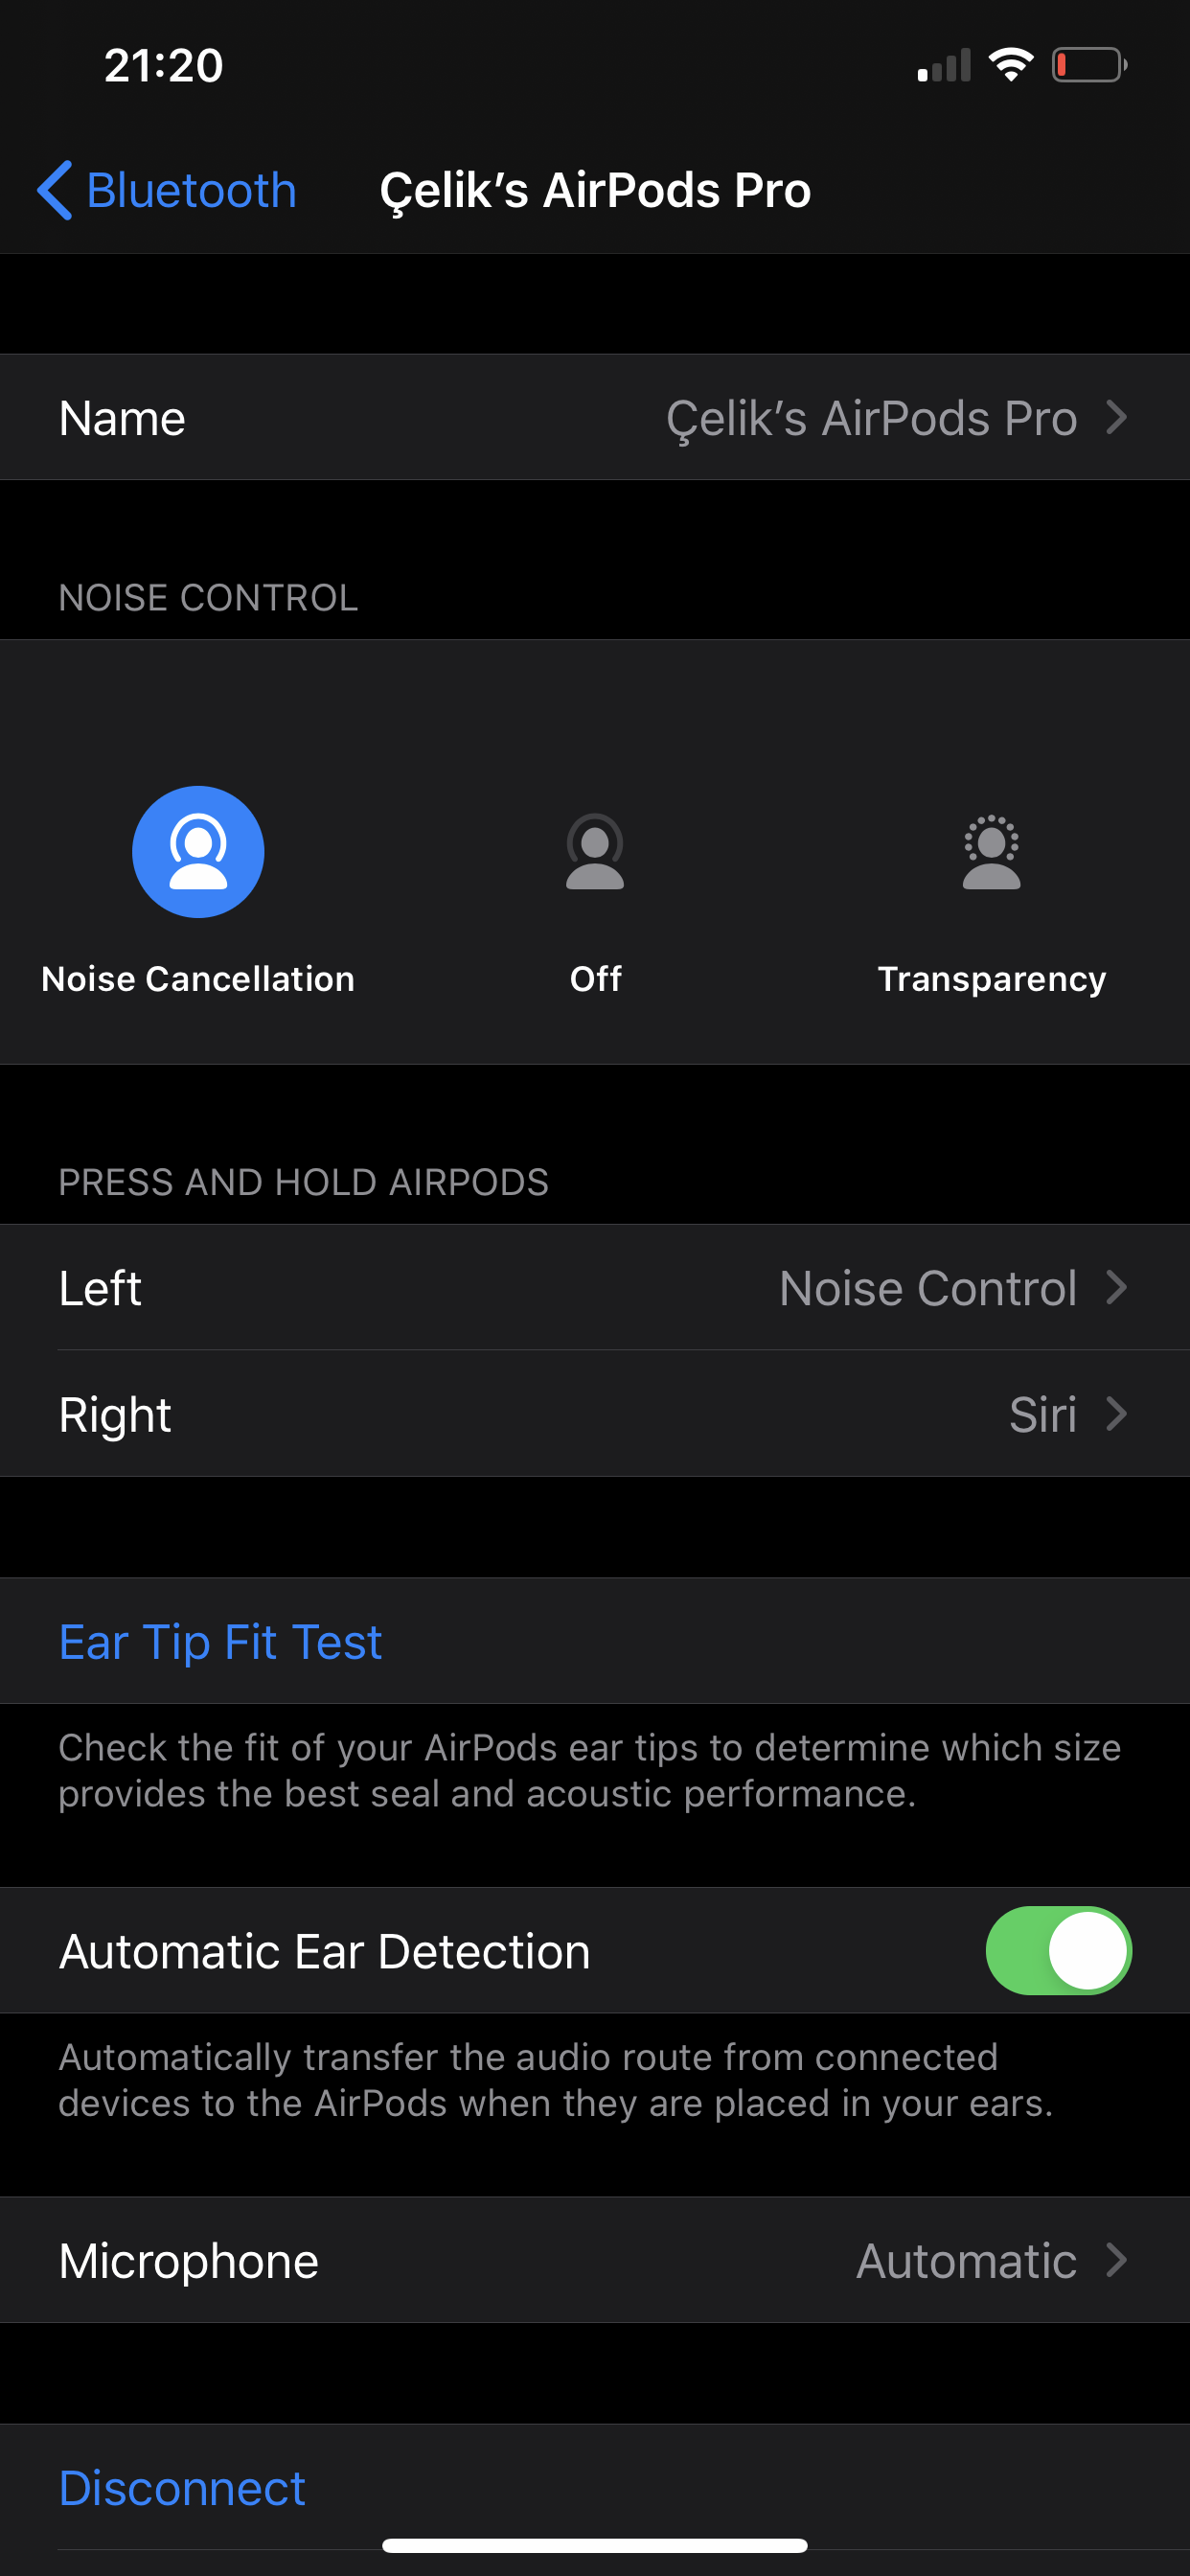 21:20
Bluetooth
Çelik’s AirPods Pro
Name
Çelik’s AirPods Pro
NOISE CONTROL
Noise Cancellation
Off
Transparency
PRESS AND HOLD AIRPODS
Left
Noise Control
Right
Siri
Ear Tip Fit Test
Check the fit of your AirPods ear tips to determine which size
provides the best seal and acoustic performance.
Automatic Ear Detection
Automatically transfer the audio route from connected
devices to the AirPods when they are placed in your ears.
Microphone
Automatic
Disconnect